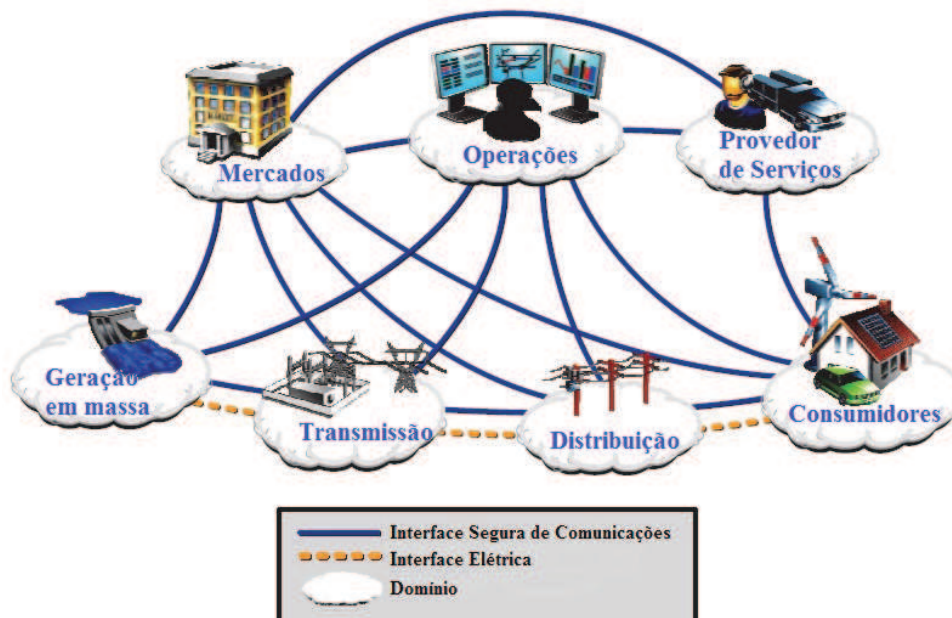 Mercados
Operações
Provedor
de Serviços
Geração
em massa
Transmissão
Distribuição
Consumidores
Interface Segura de Comunicações
Interface Elétrica
Domínio